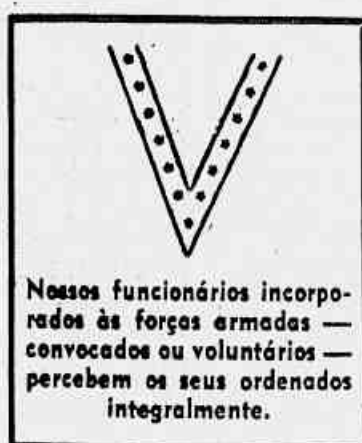 Nossos funcionários incorpo-
rados às forças armadas —
convocados ou voluntários —
percebem os seus ordenados
integralmente.